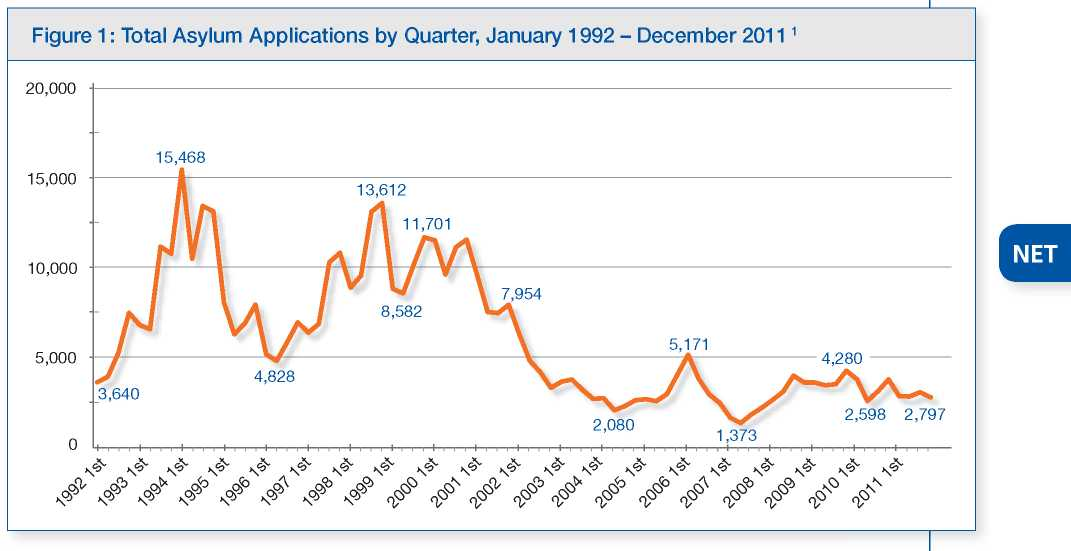 Figure 1: Total Asylum Applications by Quarter, January 1992 – December 2011 1
20,000
15,468
15,000
13,612
11,701
10,000
8,582
7,954
5,000
5,171
4,280
4,828
3,640
2,080
1,373
2,598
2,797
0
1992 1st
1993 1st
1994 1st
1995 1st
1996 1st
1997 1st
1998 1st
1999 1st
2000 1st
2001 1st
2002 1st
2003 1st
2004 1st
2005 1st
2006 1st
2007 1st
2008 1st
2009 1st
2010 1st
2011 1st
NET